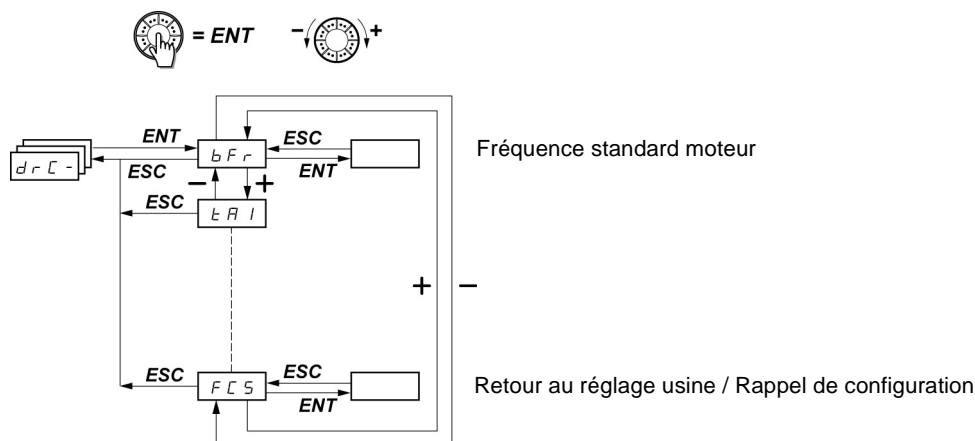 = ENT
- +
ENT
ESC
drC-
bFr
ESC
ENT
Fréquence standard moteur
- +
ESC
tA1
+ -
ESC
FCS
ESC
ENT
Retour au réglage usine / Rappel de configuration